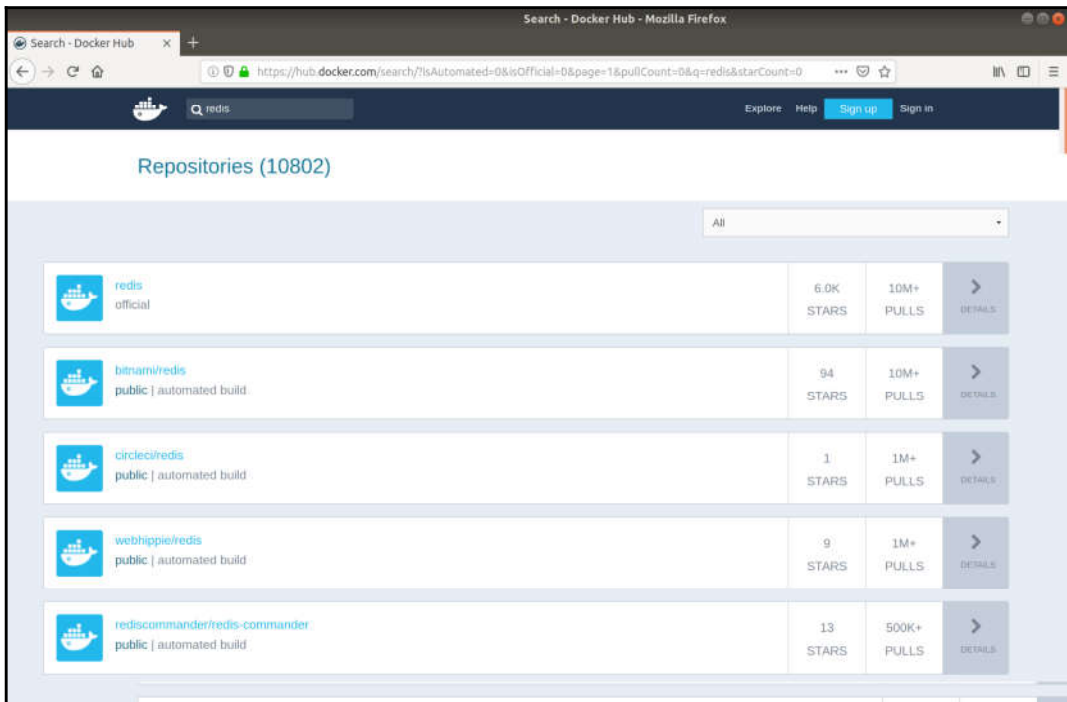 Search - Docker Hub - Mozilla Firefox
Search - Docker Hub
https://hub.docker.com/search/?isAutomated=0&isOfficial=0&page=1&pullCount=0&q=redis&starCount=0
redis
Explore Help Sign up Sign in
Repositories (10802)
All
redis
official
6.0K
STARS
10M+
PULLS
DETAILS
bitnami/redis
public | automated build
94
STARS
10M+
PULLS
DETAILS
circleci/redis
public | automated build
1
STARS
1M+
PULLS
DETAILS
webhippie/redis
public | automated build
9
STARS
1M+
PULLS
DETAILS
rediscommander/redis-commander
public | automated build
13
STARS
500K+
PULLS
DETAILS